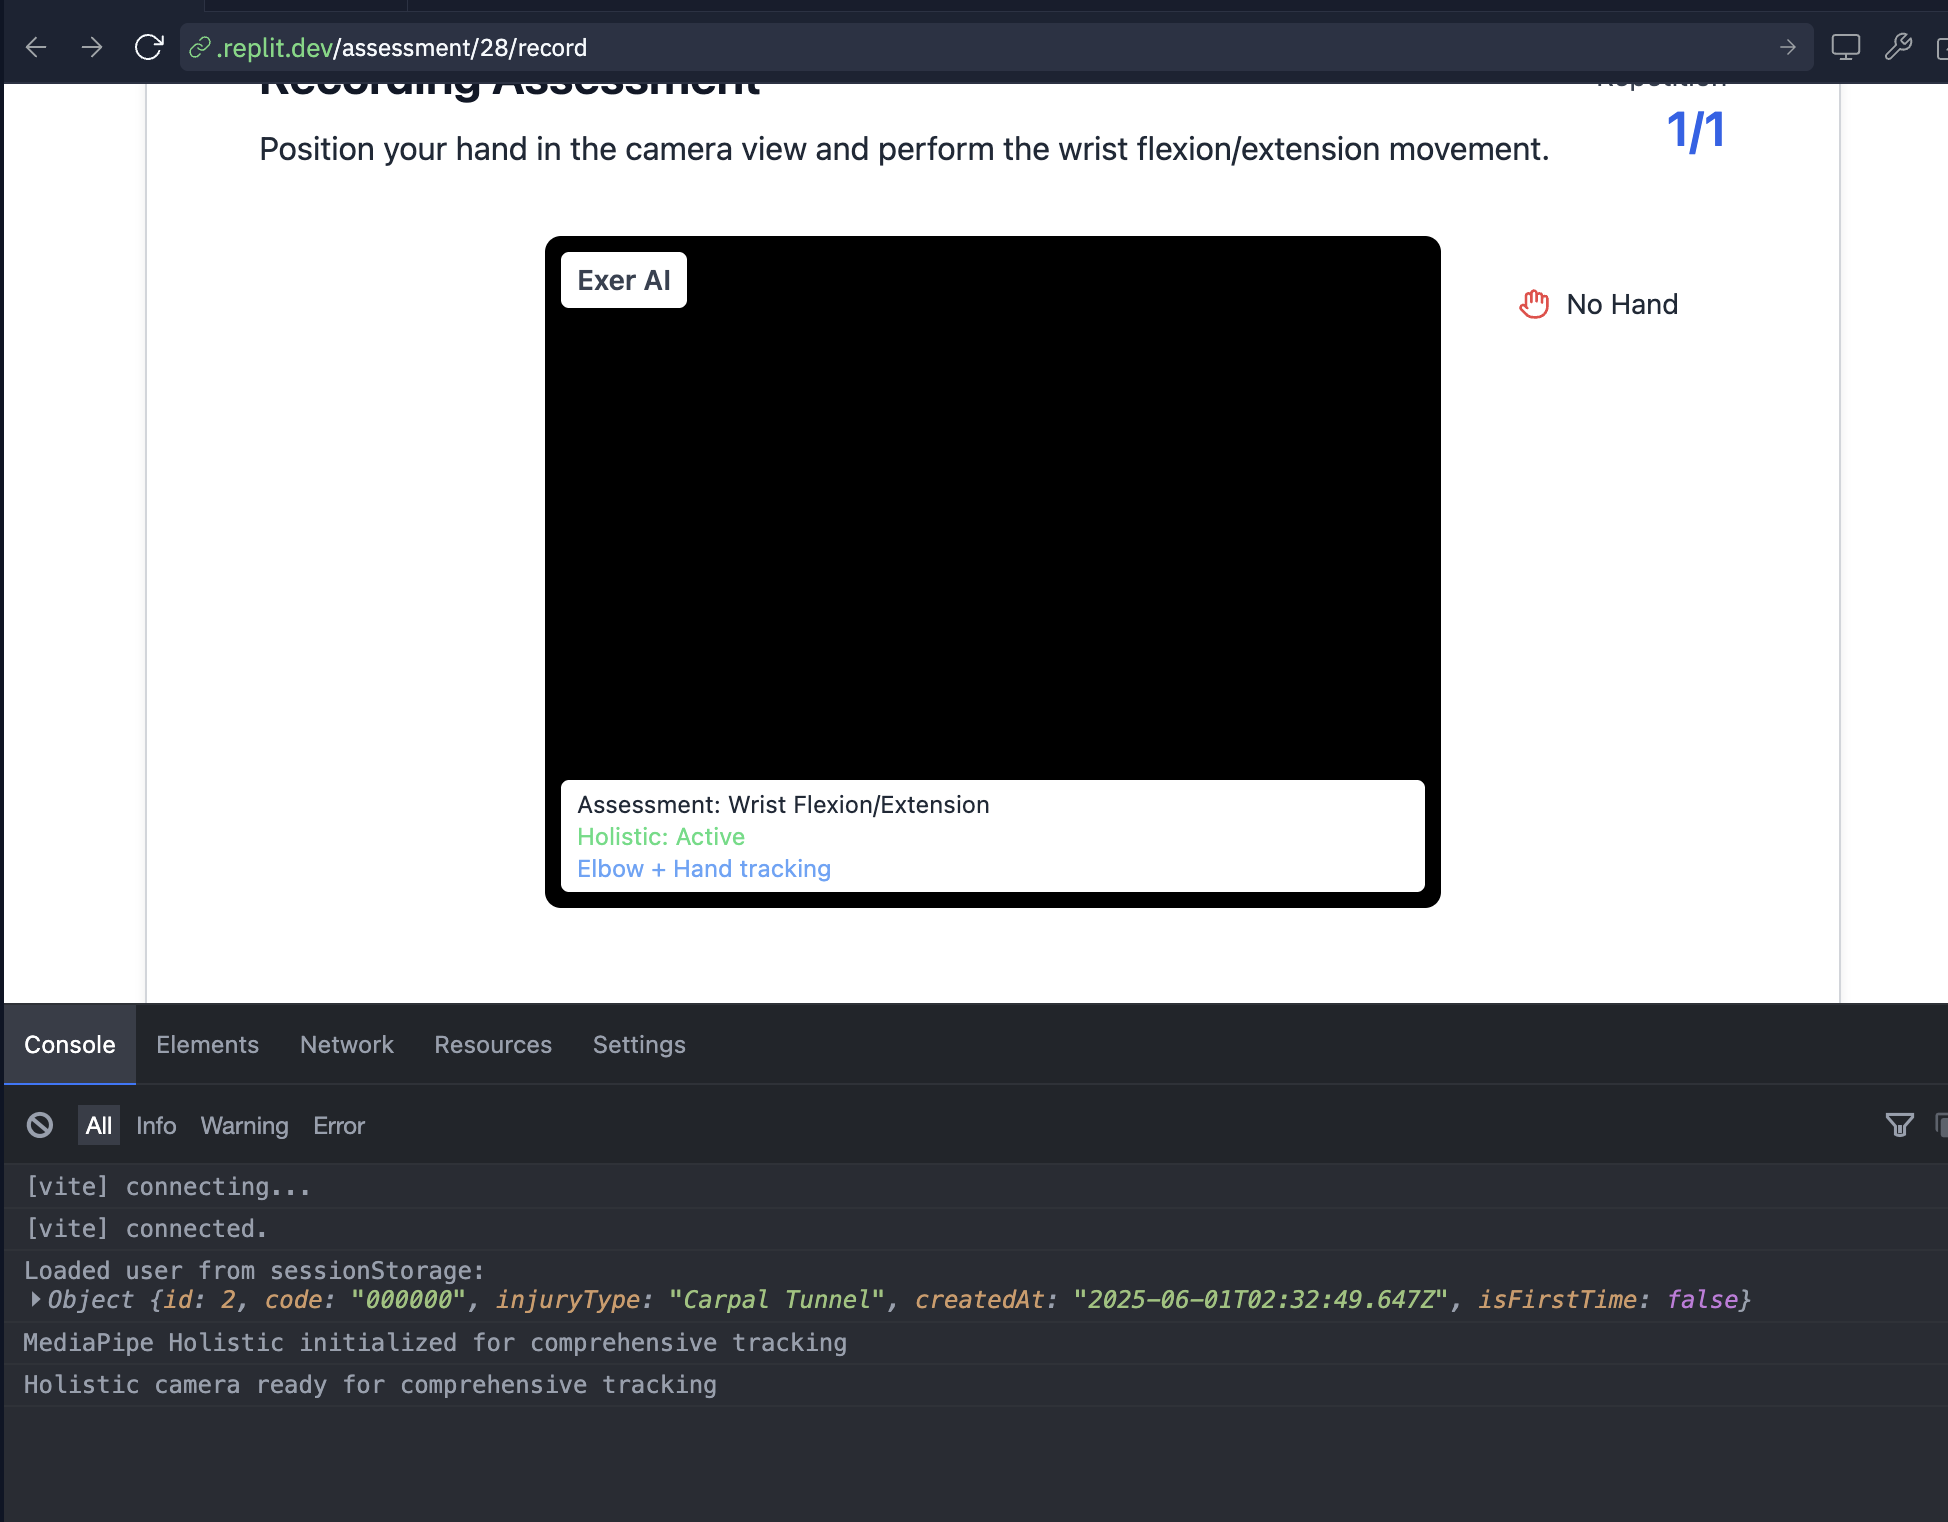 .replit.dev/assessment/28/record
Recording Assessment
Repetition
1/1
Position your hand in the camera view and perform the wrist flexion/extension movement.
Exer AI
No Hand
Assessment: Wrist Flexion/Extension
Holistic: Active
Elbow + Hand tracking
Console Elements Network Resources Settings
All Info Warning Error
[vite] connecting...
[vite] connected.
Loaded user from sessionStorage:
Object {id: 2, code: "000000", injuryType: "Carpal Tunnel", createdAt: "2025-06-01T02:32:49.647Z", isFirstTime: false}
MediaPipe Holistic initialized for comprehensive tracking
Holistic camera ready for comprehensive tracking